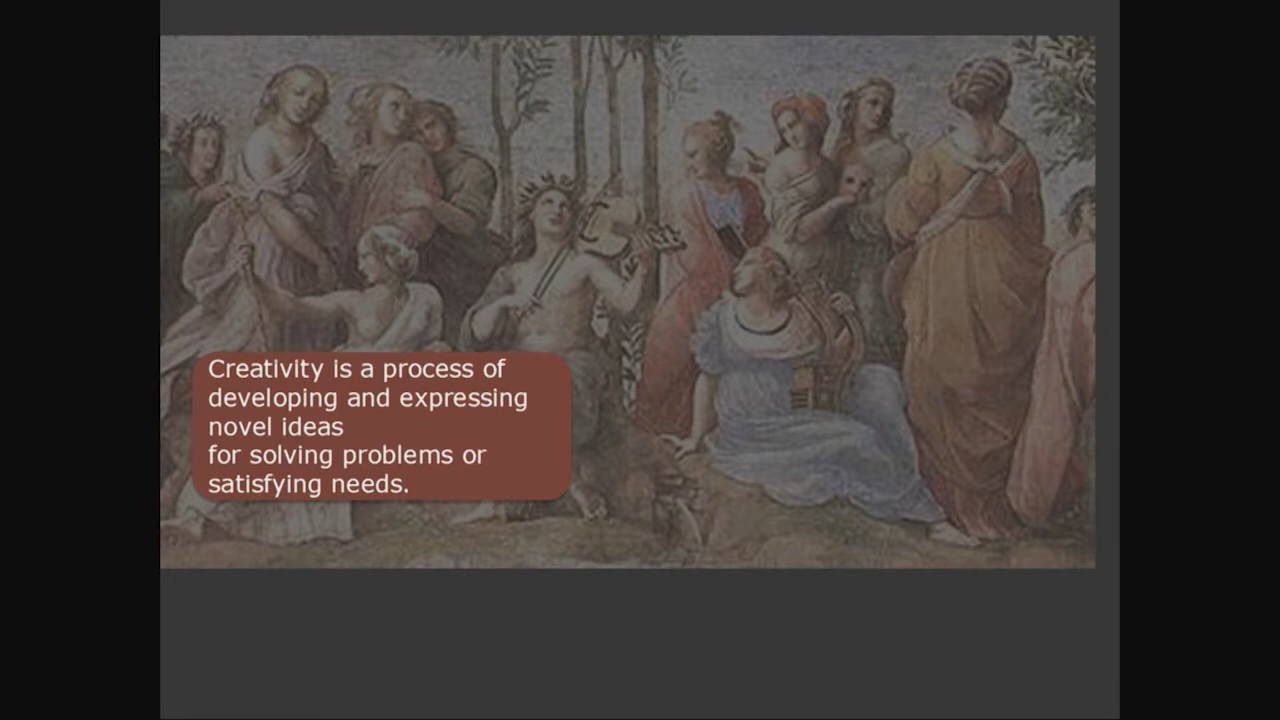 Creativity is a process of
developing and expressing
novel ideas
for solving problems or
satisfying needs.